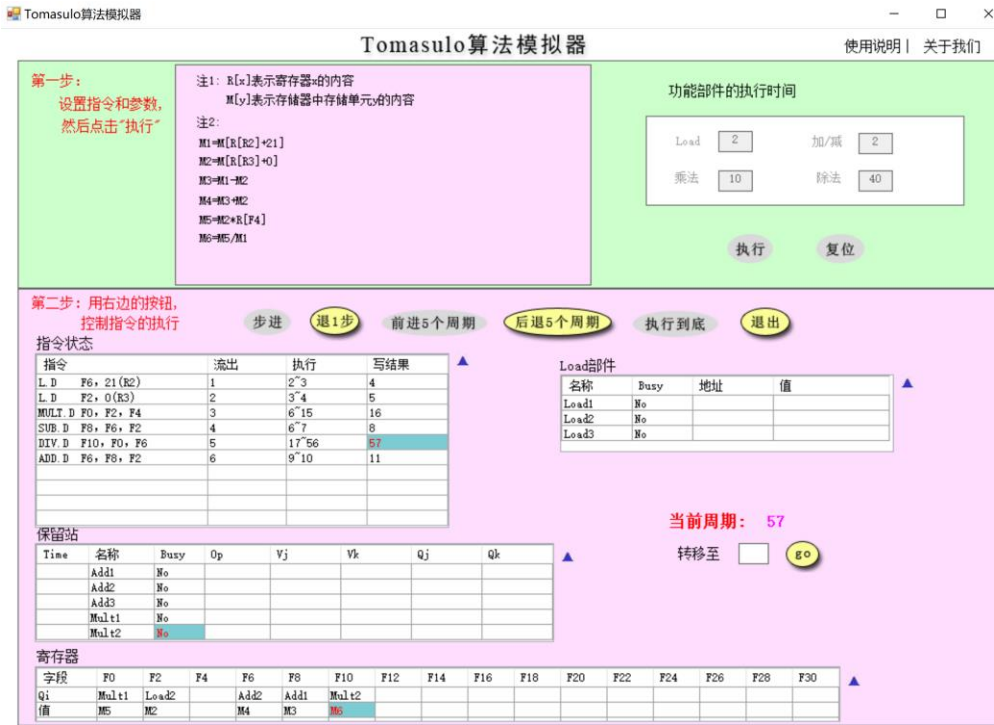 Tomasulo算法模拟器
Tomasulo算法模拟器
使用说明 | 关于我们
第一步：
设置指令和参数，
然后点击"执行"
注1: R[x]表示寄存器x的内容
M[y]表示存储器中存储单元y的内容
注2:
M1=M[R[R2]+21]
M2=M[R[R3]+0]
M3=M1-M2
M4=M3+M2
M5=M2*R[F4]
M6=M5/M1
功能部件的执行时间
Load 2 加/减 2
乘法 10 除法 40
执行 复位
第二步: 用右边的按钮,
控制指令的执行
步进 退1步 前进5个周期 后退5个周期 执行到底 退出
指令状态
指令 流出 执行 写结果
L.D F6, 21(R2) 1 2~3 4
L.D F2, 0(R3) 2 3~4 5
MULT.D F0, F2, F4 3 6~15 16
SUB.D F8, F6, F2 4 6~7 8
DIV.D F10, F0, F6 5 17~56 57
ADD.D F6, F8, F2 6 9~10 11
Load部件
名称 Busy 地址 值
Load1 No
Load2 No
Load3 No
当前周期: 57
转移至 go
保留站
Time 名称 Busy Op Vj Vk Qj Qk
Add1 No
Add2 No
Add3 No
Mult1 No
Mult2 No
寄存器
字段 F0 F2 F4 F6 F8 F10 F12 F14 F16 F18 F20 F22 F24 F26 F28 F30
Qi Mult1 Load2 Add2 Add1 Mult2
值 M5 M2 M4 M3 M6